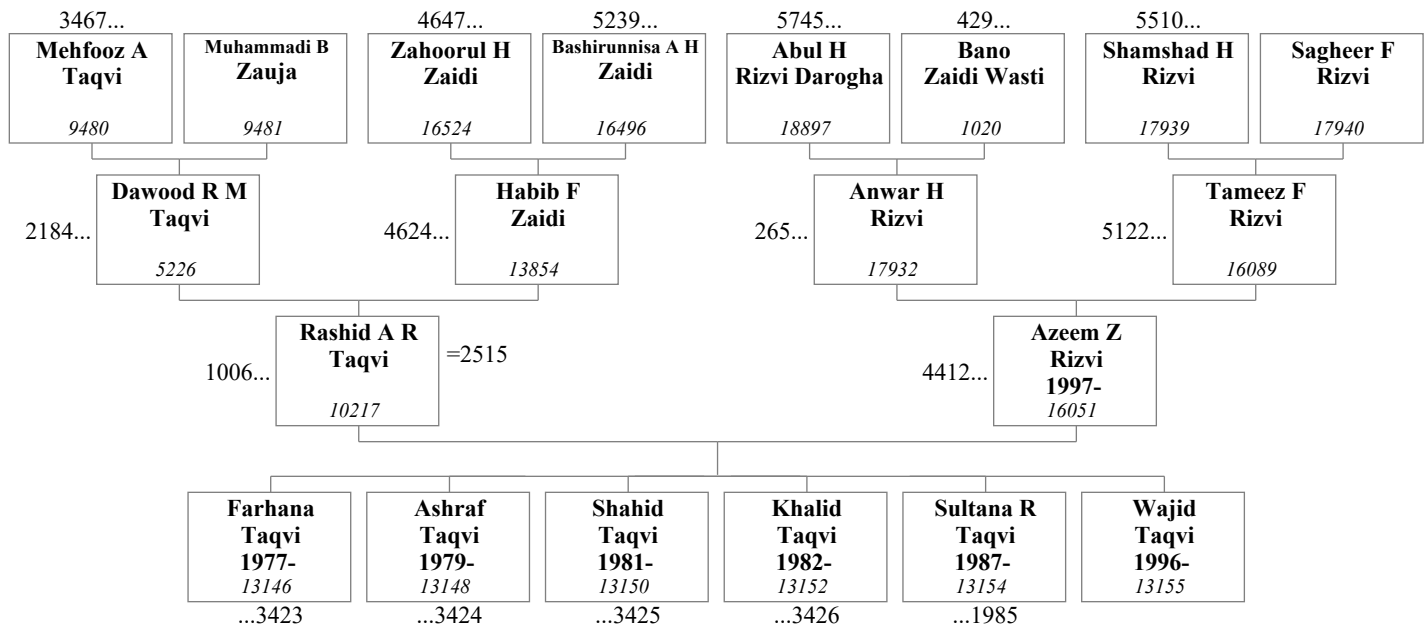 3467...
4647...
5239...
5745...
429...
5510...
Mehfooz A
Taqvi
9480
Muhammadi B
Zauja
9481
Zahoorul H
Zaidi
16524
Bashirunnisa A H
Zaidi
16496
Abul H
Rizvi Darogha
18897
Bano
Zaidi Wasti
1020
Shamshad H
Rizvi
17939
Sagheer F
Rizvi
17940
2184...
Dawood R M
Taqvi
5226
4624...
Habib F
Zaidi
13854
265...
Anwar H
Rizvi
17932
5122...
Tameez F
Rizvi
16089
1006...
Rashid A R
Taqvi
10217
=2515
4412...
Azeem Z
Rizvi
1997-
16051
Farhana
Taqvi
1977-
13146
...3423
Ashraf
Taqvi
1979-
13148
...3424
Shahid
Taqvi
1981-
13150
...3425
Khalid
Taqvi
1982-
13152
...3426
Sultana R
Taqvi
1987-
13154
...1985
Wajid
Taqvi
1996-
13155